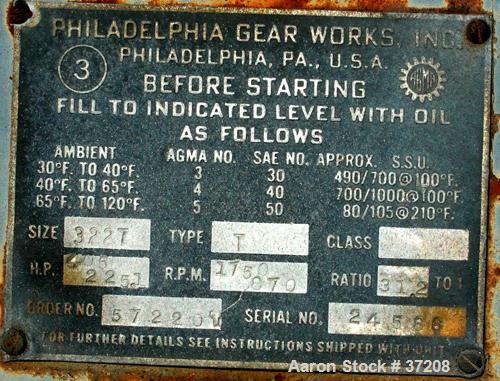 PHILADELPHIA GEAR WORKS, INC.
PHILADELPHIA, PA., U.S.A.
3
AGMA
BEFORE STARTING
FILL TO INDICATED LEVEL WITH OIL
AS FOLLOWS
AMBIENT AGMA NO. SAE NO. APPROX. S.S.U.
30°F. TO 40°F. 3 30 490/700@100°F.
40°F. TO 65°F. 4 40 700/1000@100°F.
65°F. TO 120°F. 5 50 80/105@210°F.
SIZE 322T TYPE T CLASS
H.P. R.P.M. 1750 RATIO 31.2 TO 1
070
ORDER NO. SERIAL NO.
FOR FURTHER DETAILS SEE INSTRUCTIONS SHIPPED WITH UNIT
Aaron Stock # 37208